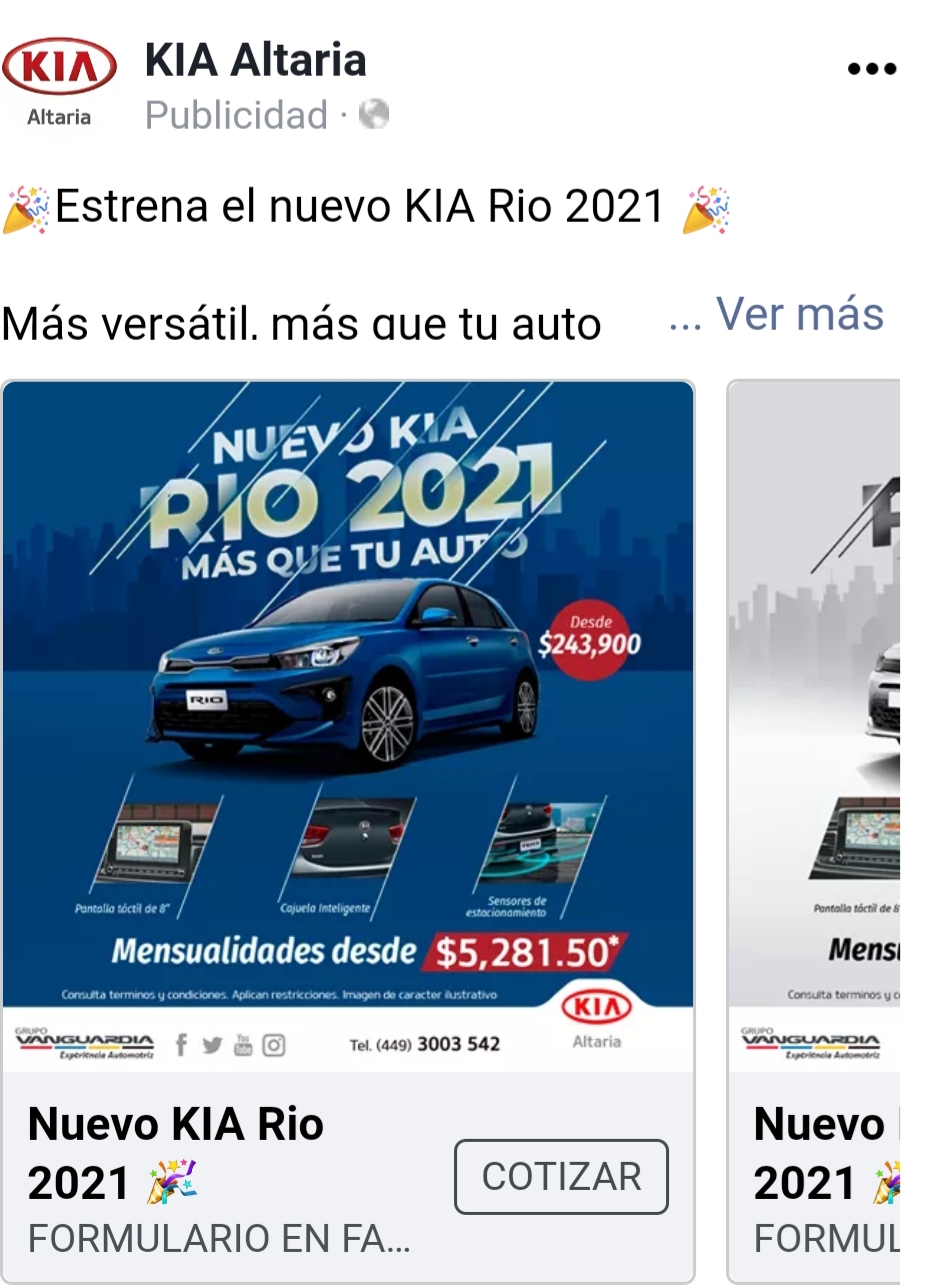 KIA
Altaria
KIA Altaria
Publicidad ·
Estrena el nuevo KIA Rio 2021
Más versátil, más que tu auto
... Ver más
NUEVO KIA
RIO 2021
MÁS QUE TU AUTO
Desde
$243,900
RIO
Pantalla táctil de 8"
Cajuela Inteligente
Sensores de
estacionamiento
Mensualidades desde $5,281.50*
Consulta terminos y condiciones. Aplican restricciones. Imagen de caracter ilustrativo
KIA
Altaria
GRUPO
VANGUARDIA
Experiencia Automotriz
Tel. (449) 3003 542
Nuevo KIA Rio
2021
FORMULARIO EN FA...
COTIZAR
Pantalla táctil de 8
Mens
Consulta terminos y c
GRUPO
VANGUARDIA
Experiencia Automotriz
Nuevo
2021
FORMUL